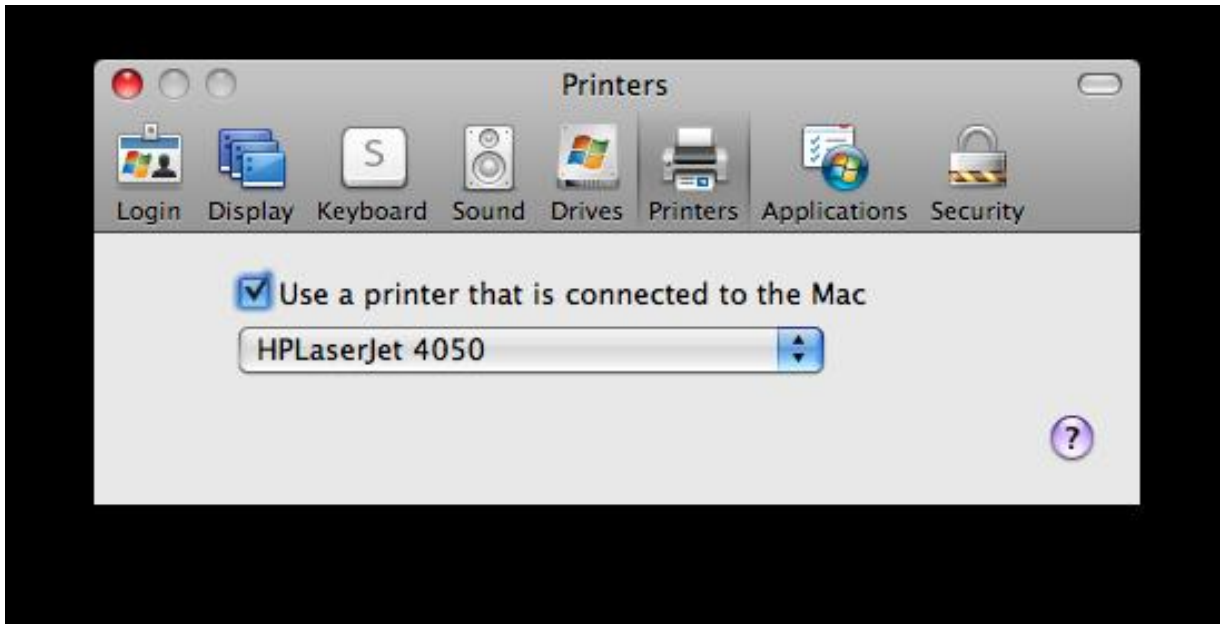 Printers
S
Login Display Keyboard Sound Drives Printers Applications Security
Use a printer that is connected to the Mac
HPLaserJet 4050
?